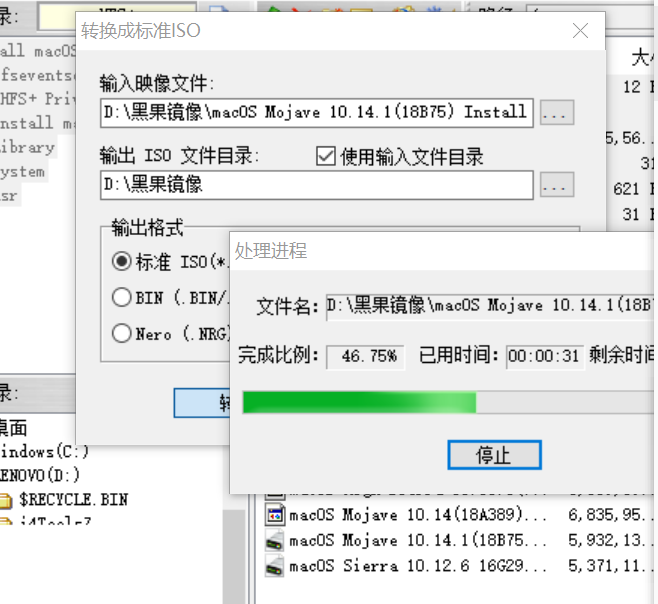 录:
HFS+
路径
转换成标准ISO
all macOS
fsevents
HFS+ Priv
nstall ma
ibrary
ystem
sr
大小
12 B
5,56...
31
621 B
31 B
输入映像文件:
D:\黑果镜像\macOS Mojave 10.14.1(18B75) Install
...
输出 ISO 文件目录:
使用输入文件目录
D:\黑果镜像
...
输出格式
标准 ISO(*.
BIN (.BIN/.
Nero (.NRG)
转
处理进程
文件名:
D:\黑果镜像\macOS Mojave 10.14.1(18B7
完成比例: 46.75% 已用时间: 00:00:31 剩余时间
停止
录:
桌面
indows(C:)
ENOVO(D:)
$RECYCLE.BIN
i4Tools7
macOS Mojave 10.14(18A389)... 6,835,95...
macOS Mojave 10.14.1(18B75... 5,932,13...
macOS Sierra 10.12.6 16G29... 5,371,11...